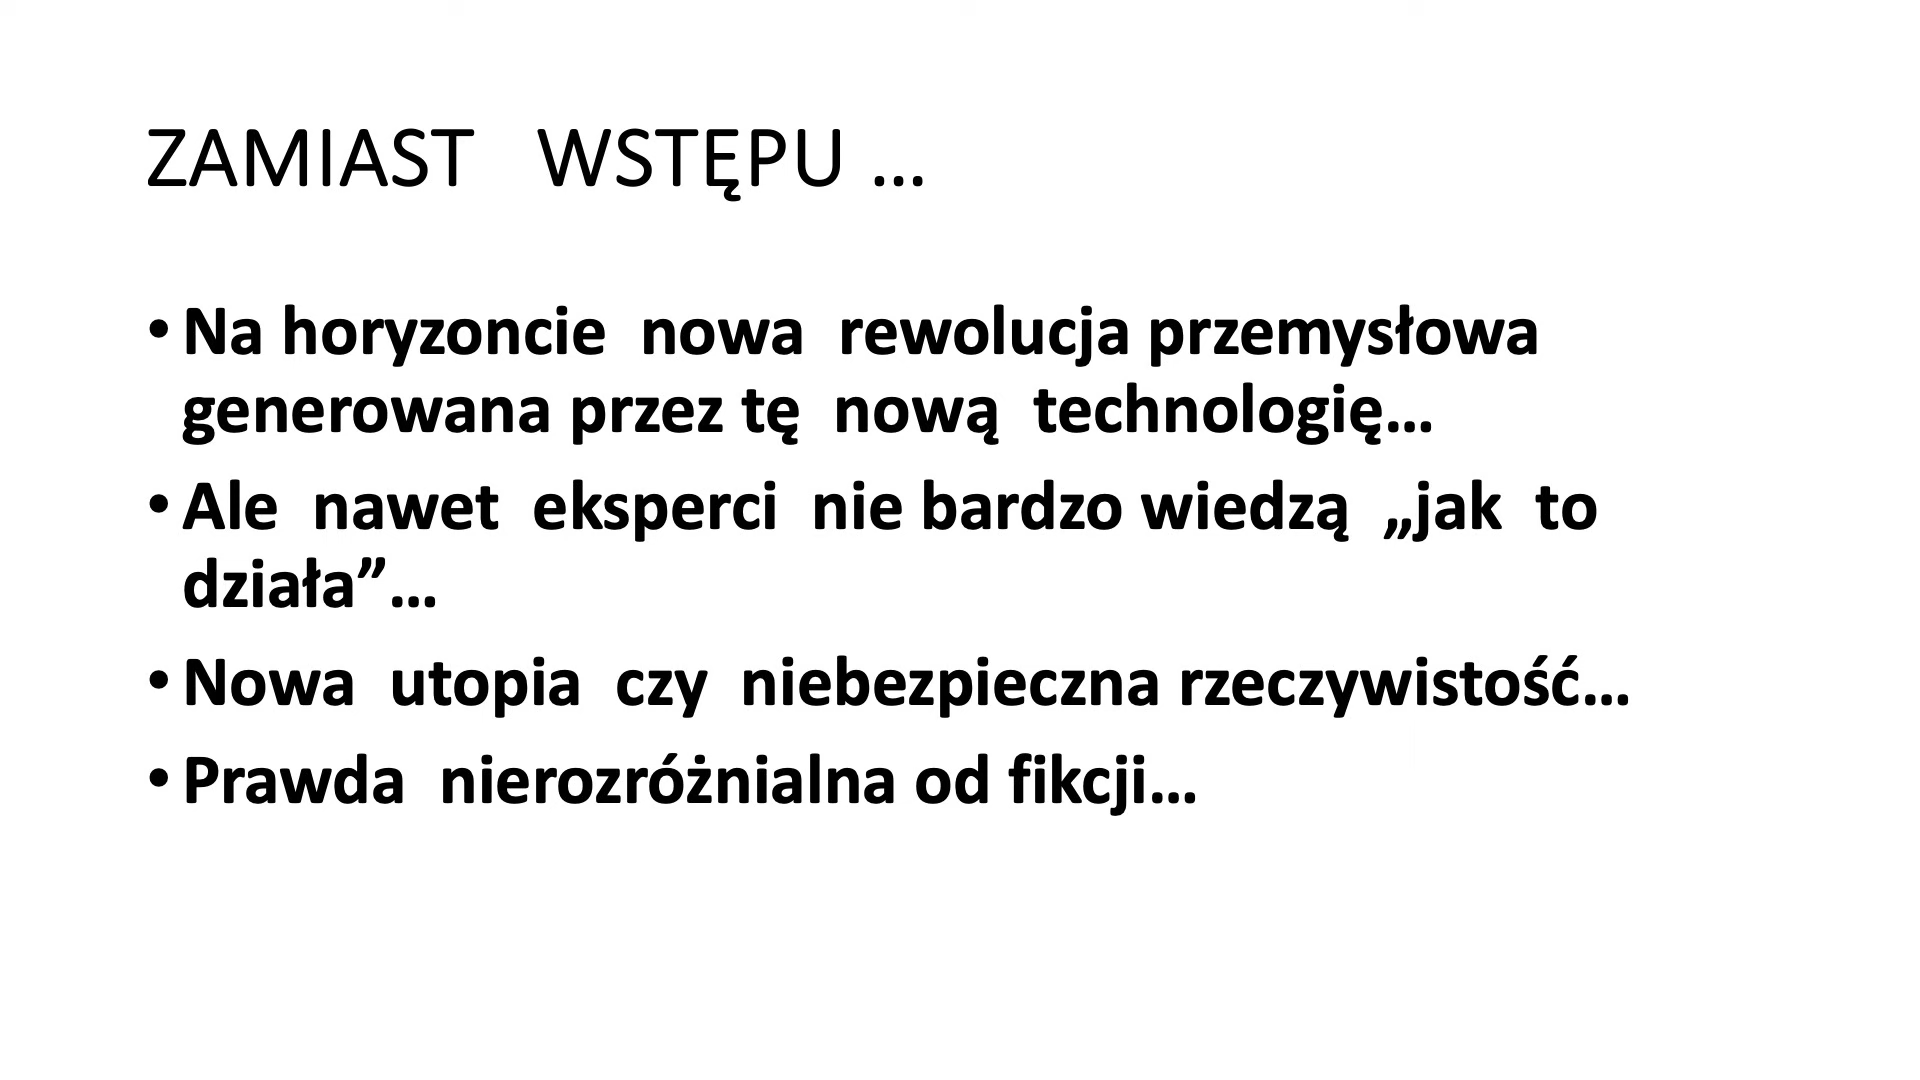 ZAMIAST WSTĘPU ...
• Na horyzoncie nowa rewolucja przemysłowa
generowana przez tę nową technologię...
• Ale nawet eksperci nie bardzo wiedzą „jak to
działa”...
• Nowa utopia czy niebezpieczna rzeczywistość...
• Prawda nierozróżnialna od fikcji...